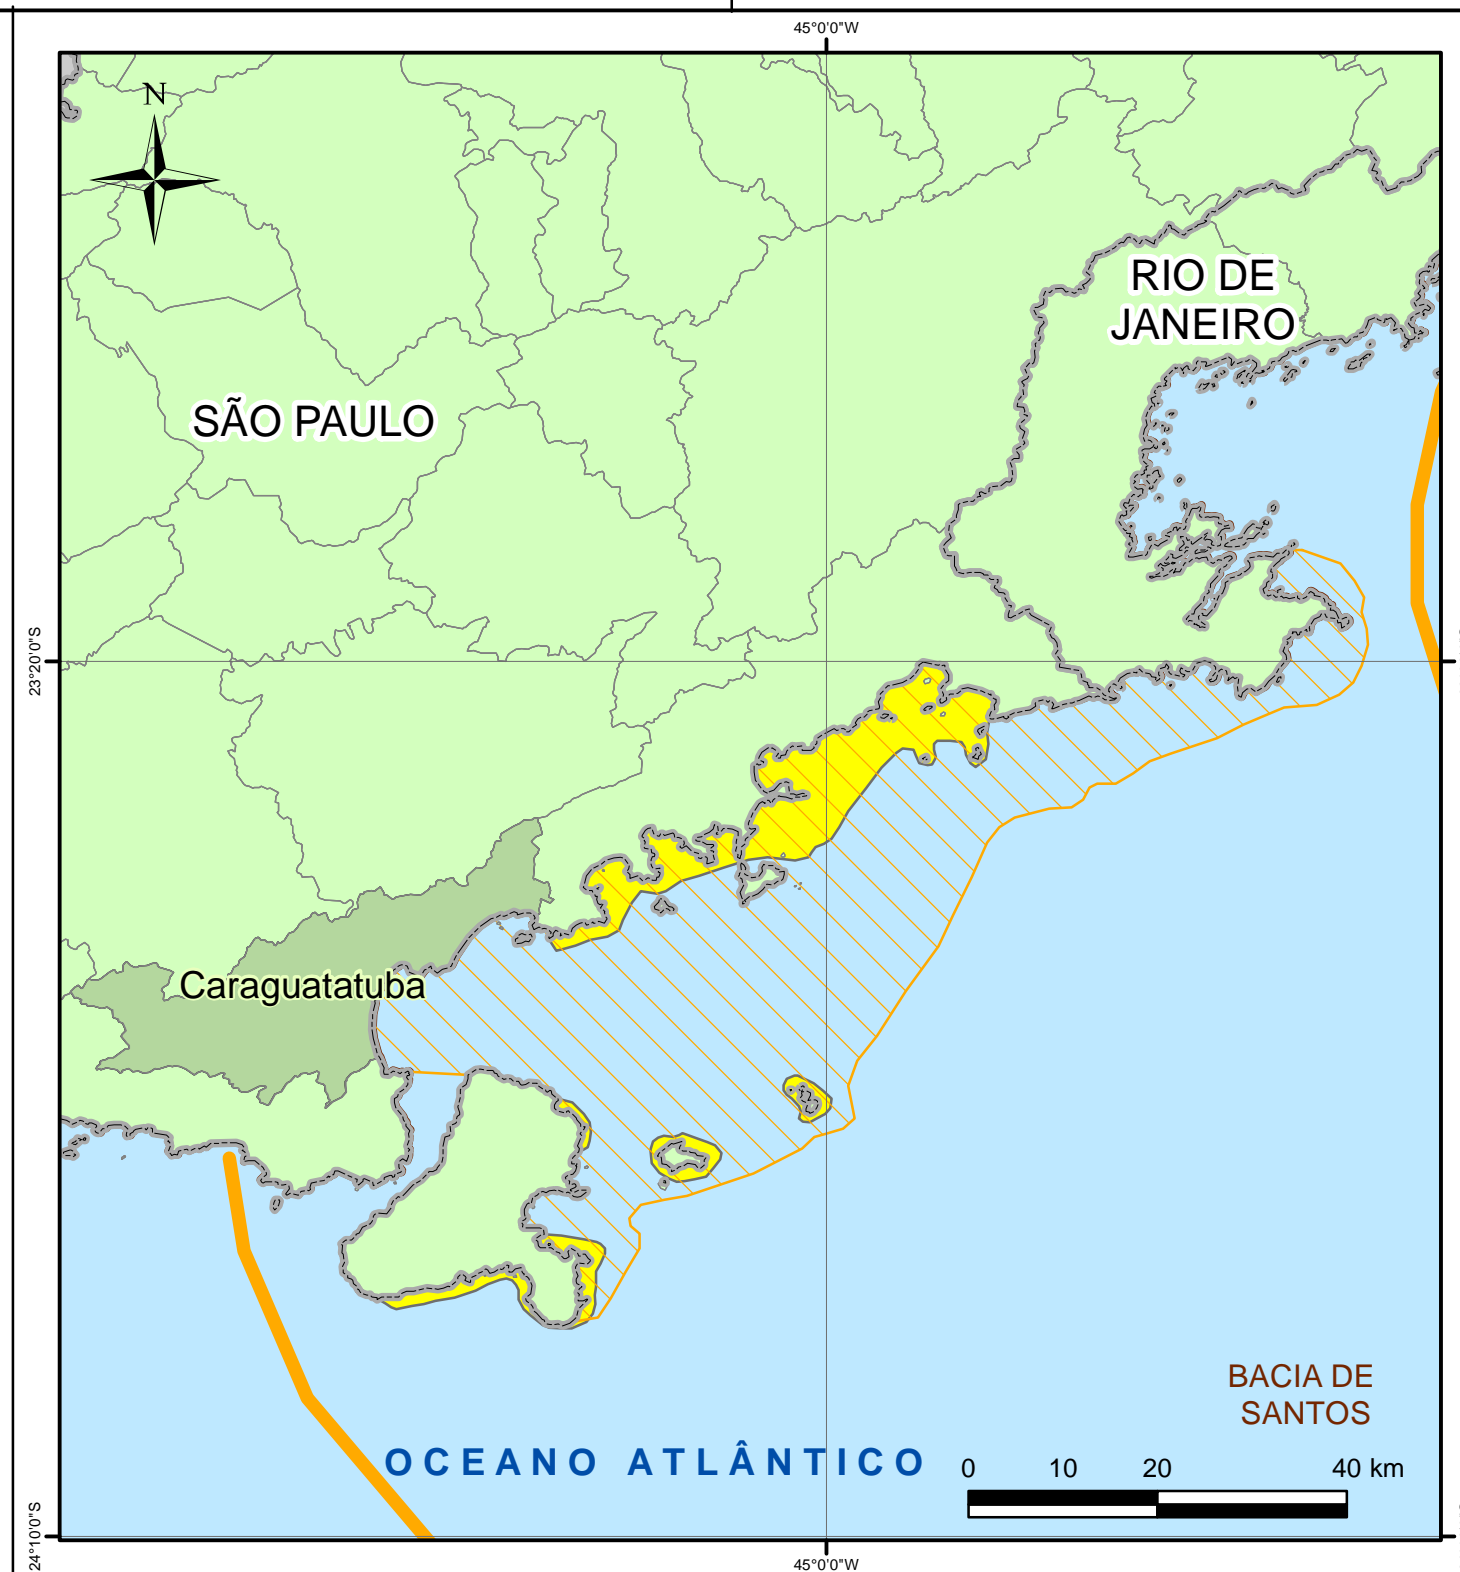 45°0'0"W
N
RIO DE
JANEIRO
SÃO PAULO
23°20'0"S
Caraguatatuba
BACIA DE
SANTOS
OCEANO ATLÂNTICO
0 10 20 40 km
24°10'0"S
45°0'0"W